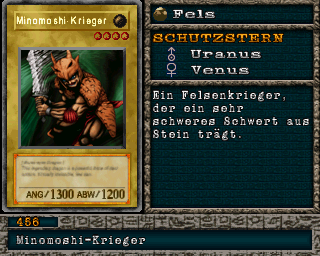 Minomoshi-Krieger
ANG/1300 ABW/1200
Fels
SCHUTZSTERN
♂ Uranus
♀ Venus
Ein Felsenkrieger,
der ein sehr
schweres Schwert aus
Stein trägt.
456
Minomoshi-Krieger